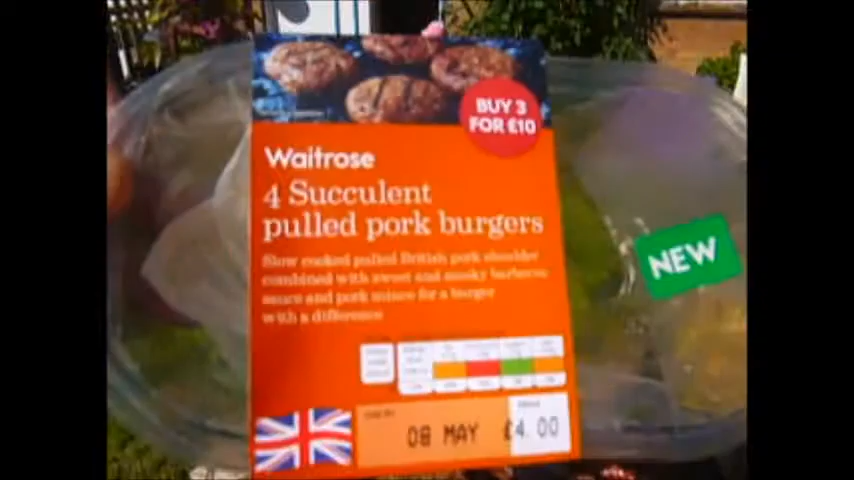 BUY 3
FOR £10
Waitrose
4 Succulent
pulled pork burgers
Slow cooked pulled British pork shoulder
combined with sweet and smoky barbecue
sauce and pork mince for a burger
with a difference
NEW
08 MAY £4.00